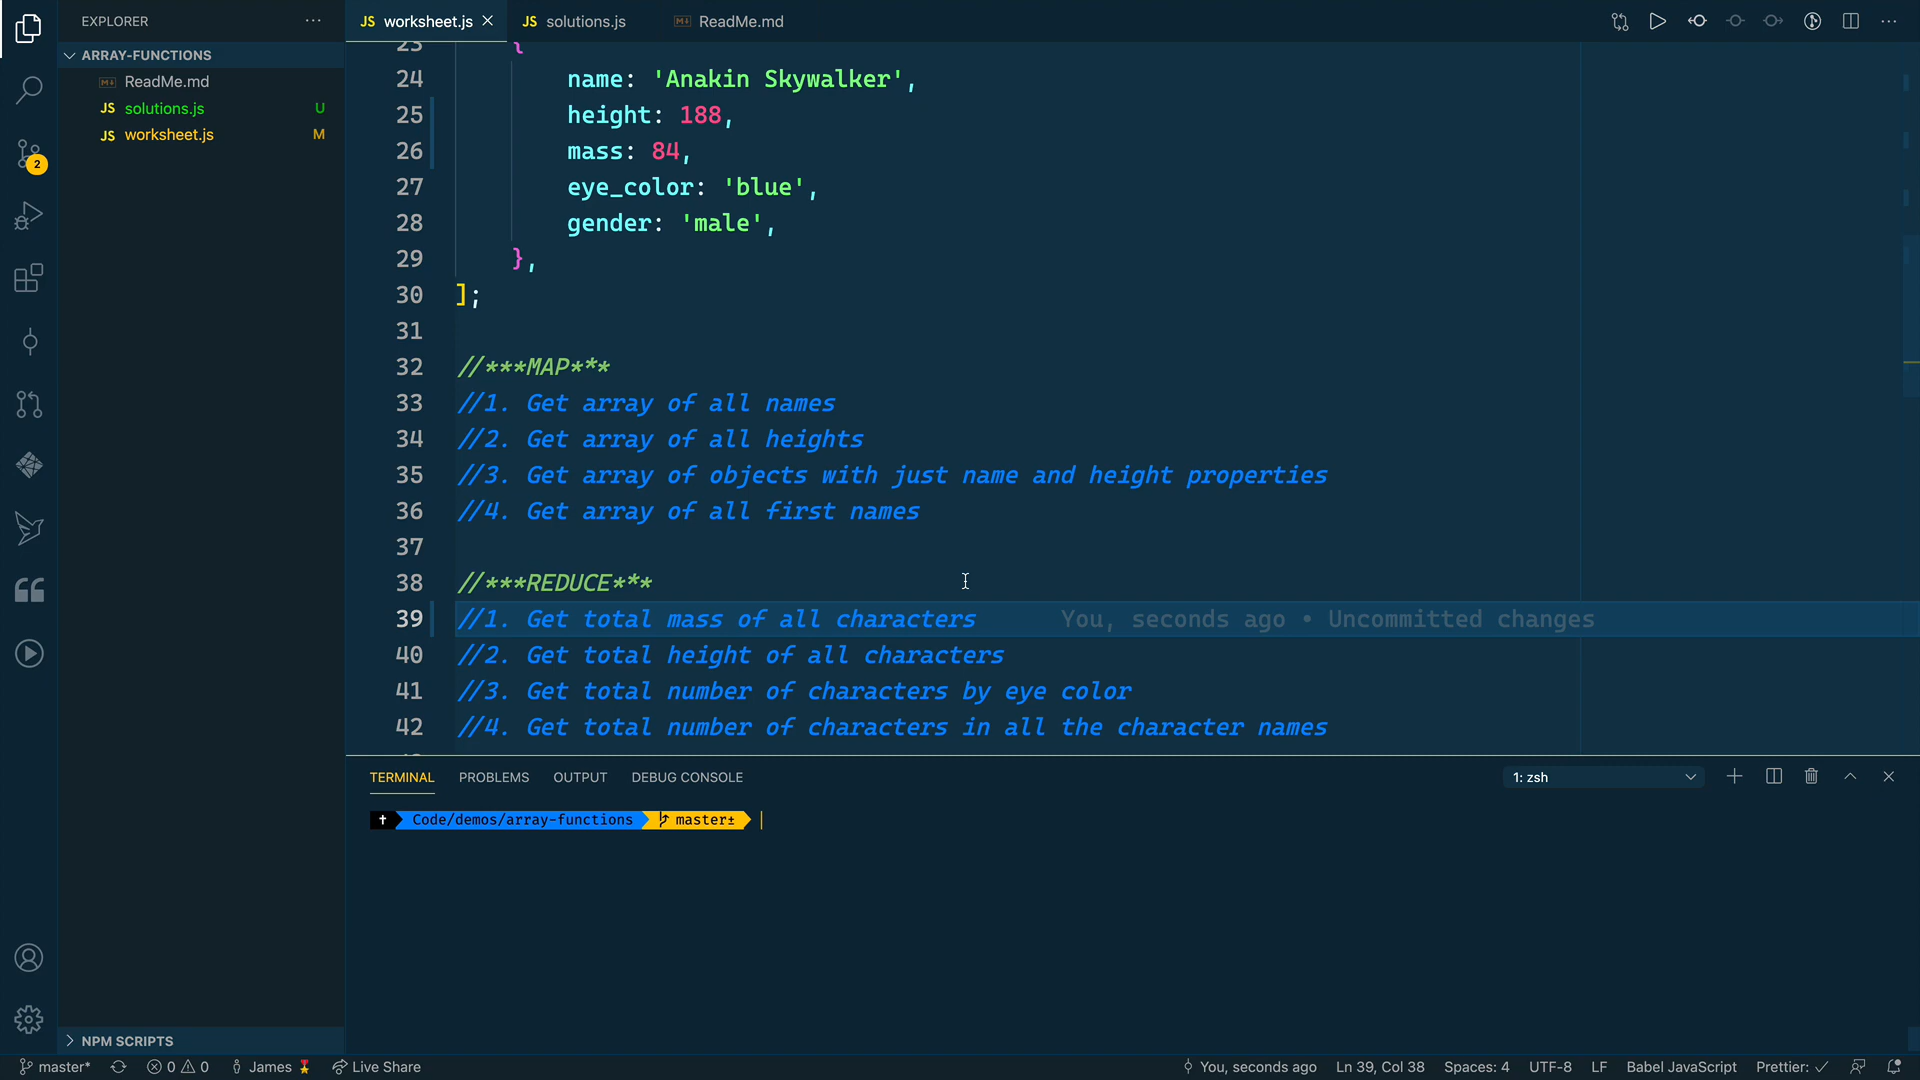 EXPLORER
ARRAY-FUNCTIONS
ReadMe.md
JS solutions.js U
JS worksheet.js M
2
NPM SCRIPTS
JS worksheet.js
JS solutions.js
ReadMe.md
23 {
24 name: 'Anakin Skywalker',
25 height: 188,
26 mass: 84,
27 eye_color: 'blue',
28 gender: 'male',
29 },
30 ];
31
32 //***MAP***
33 //1. Get array of all names
34 //2. Get array of all heights
35 //3. Get array of objects with just name and height properties
36 //4. Get array of all first names
37
38 //***REDUCE***
39 //1. Get total mass of all characters You, seconds ago • Uncommitted changes
40 //2. Get total height of all characters
41 //3. Get total number of characters by eye color
42 //4. Get total number of characters in all the character names
TERMINAL PROBLEMS OUTPUT DEBUG CONSOLE 1: zsh
Code/demos/array-functions master±
master* 0 0 James Live Share You, seconds ago Ln 39, Col 38 Spaces: 4 UTF-8 LF Babel JavaScript Prettier: ✓